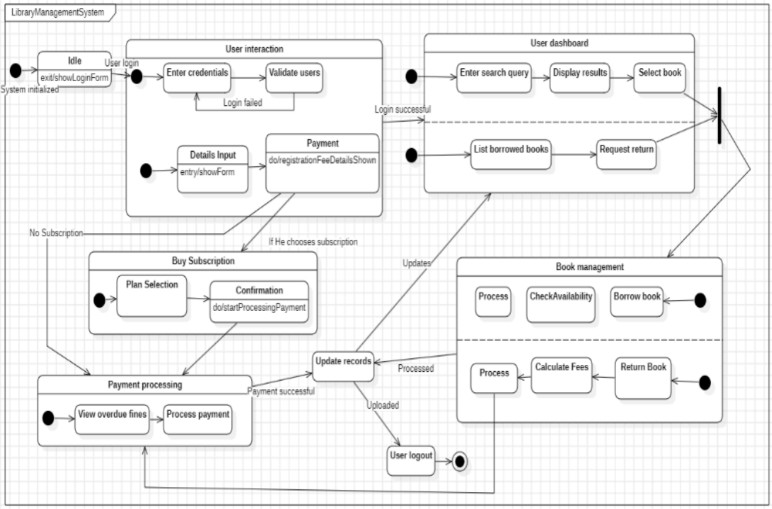 LibraryManagementSystem
User interaction
User dashboard
Idle
exit/showLoginForm
User login
System initialized
Enter credentials
Validate users
Login failed
Enter search query
Display results
Select book
Login successful
Details Input
entry/showForm
Payment
do/registrationFeeDetailsShown
List borrowed books
Request return
No Subscription
If He chooses subscription
Buy Subscription
Plan Selection
Confirmation
do/startProcessingPayment
Updates
Book management
Process
CheckAvailability
Borrow book
Update records
Processed
Process
Calculate Fees
Return Book
Payment processing
Payment successful
View overdue fines
Process payment
Uploaded
User logout